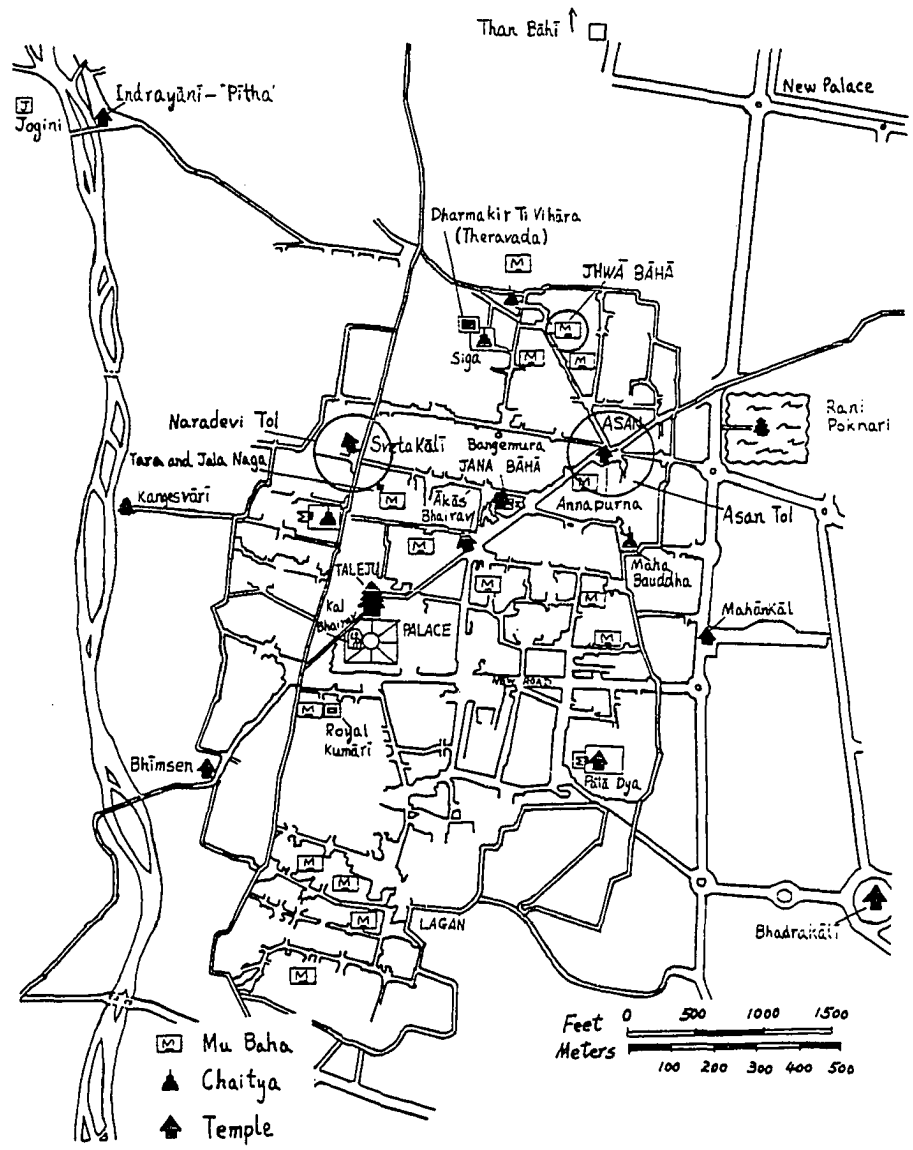 Than Bāhī
New Palace
Indrayānī-'Pītha'
J
Jogini
Dharmakir Ti Vihāra
(Theravada)
M
JHWĀ BĀHĀ
M
Siga
M
M
Naradevi Tol
Svetakālī
Bangemura
ASAN
Rani
Poknari
Tara and Jala Naga
JANA BĀHĀ
M
Ākās
Bhairav
M
Annapurna
Asan Tol
Kangesvārī
M
M
Maha
Bauddha
TALEJU
M
M
Kal
Bhairav
PALACE
M
Mahānkāl
NEW ROAD
M
Royal
Kumārī
Bhīmsen
M
Pātā Dya
M
M
M
LAGAN
M
Bhadrakālī
Feet 0 500 1000 1500
Meters
100 200 300 400 500
M Mu Baha
Chaitya
Temple